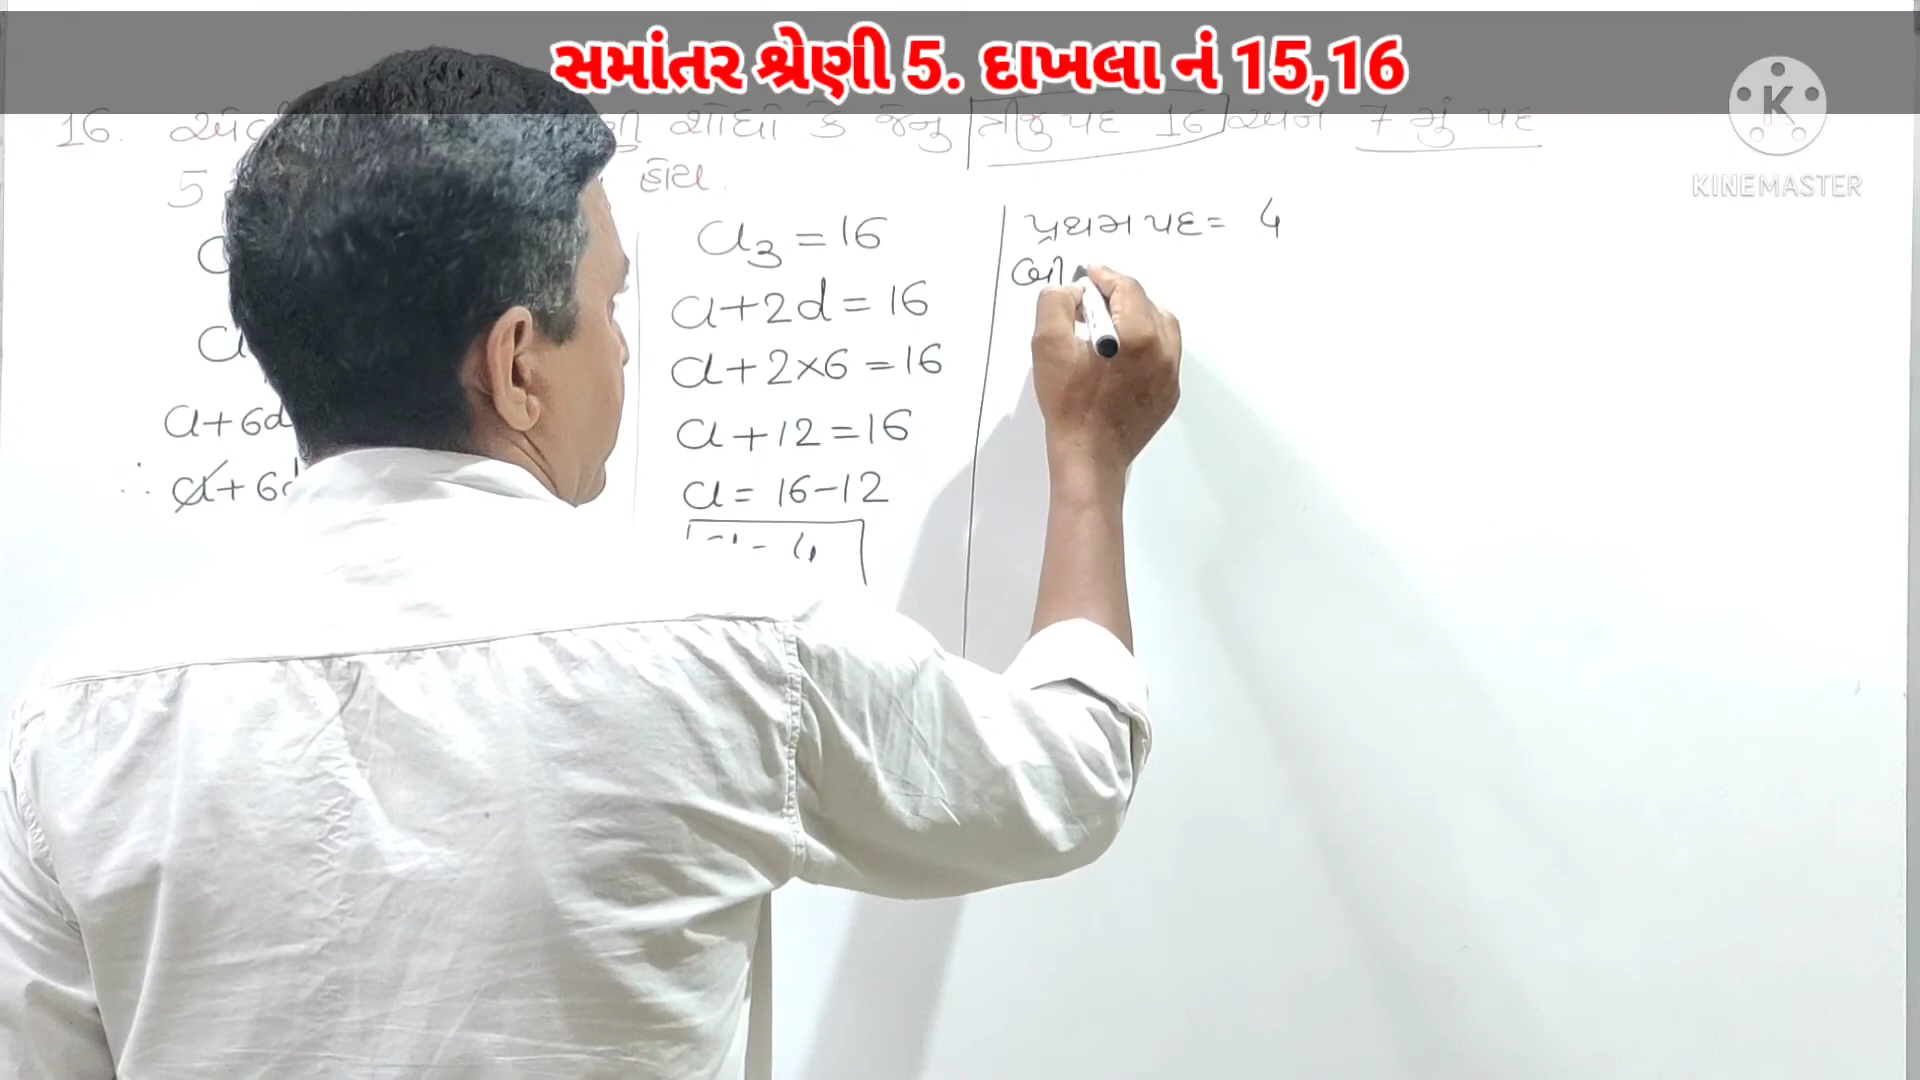 સમાંતર શ્રેણી 5. દાખલા નં 15,16
KINEMASTER
16. શોધો કે જેનું ત્રીજું પદ 16 અને 7 મું પદ
5 હોય.
a₃ = 16
a + 2d = 16
a + 2×6 = 16
a + 12 = 16
a = 16 - 12
a = 4
a + 6d
∴ a + 6d
પ્રથમ પદ = 4
બી